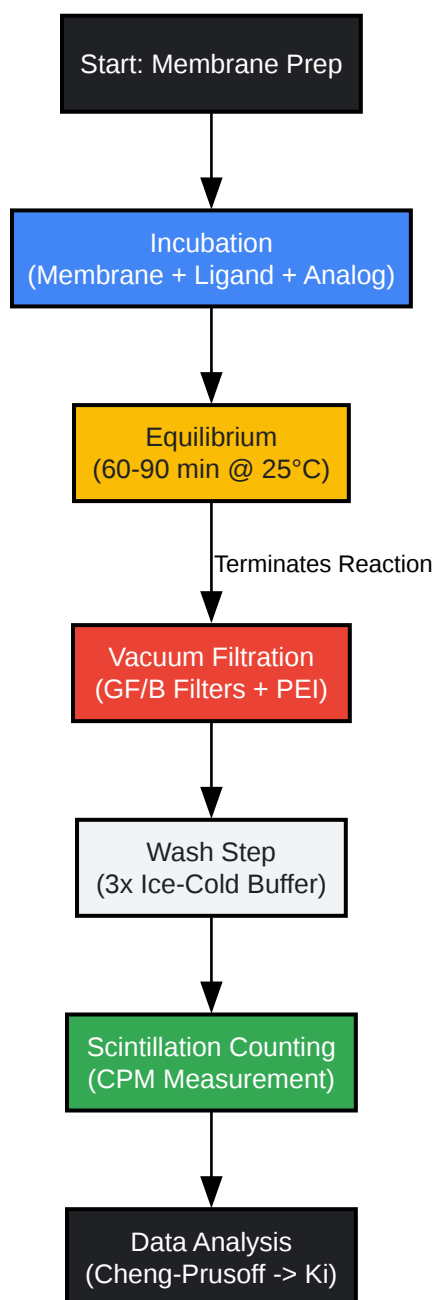 Start: Membrane Prep
Incubation
(Membrane + Ligand + Analog)
Equilibrium
(60-90 min @ 25°C)
Terminates Reaction
Vacuum Filtration
(GF/B Filters + PEI)
Wash Step
(3x Ice-Cold Buffer)
Scintillation Counting
(CPM Measurement)
Data Analysis
(Cheng-Prusoff -> Ki)